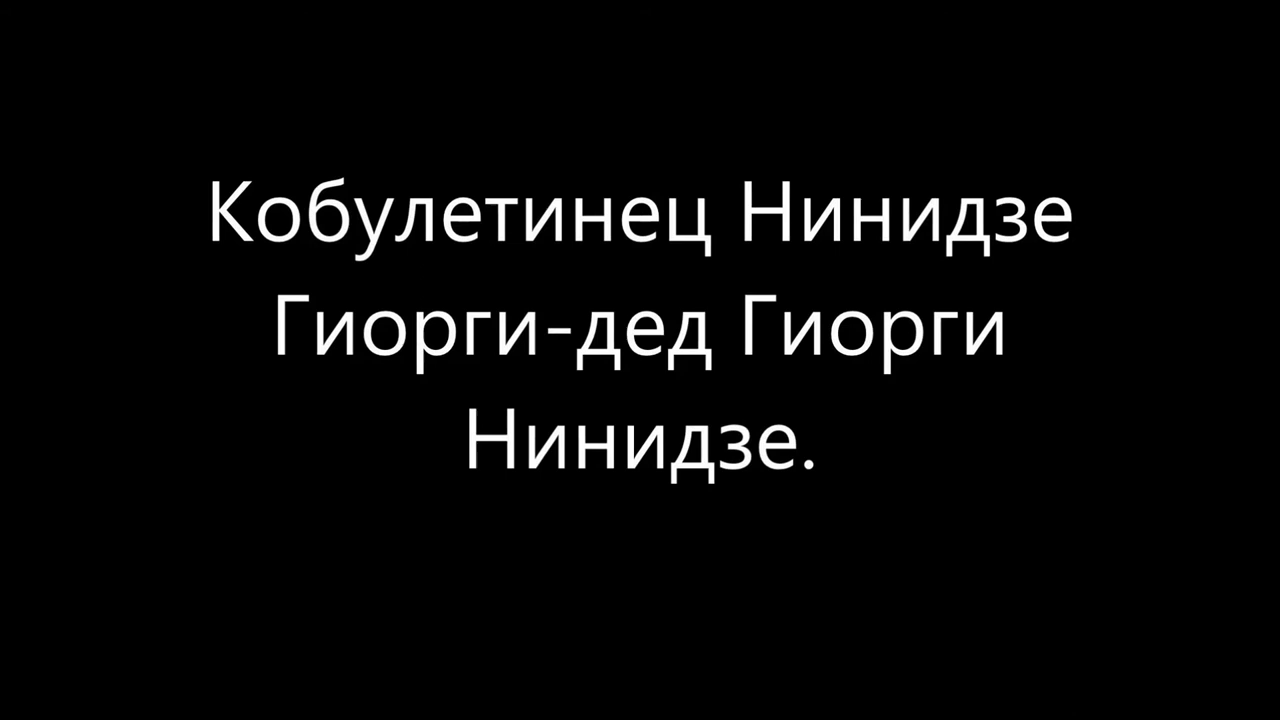 Кобулетинец Нинидзе
Гиорги-дед Гиорги
Нинидзе.